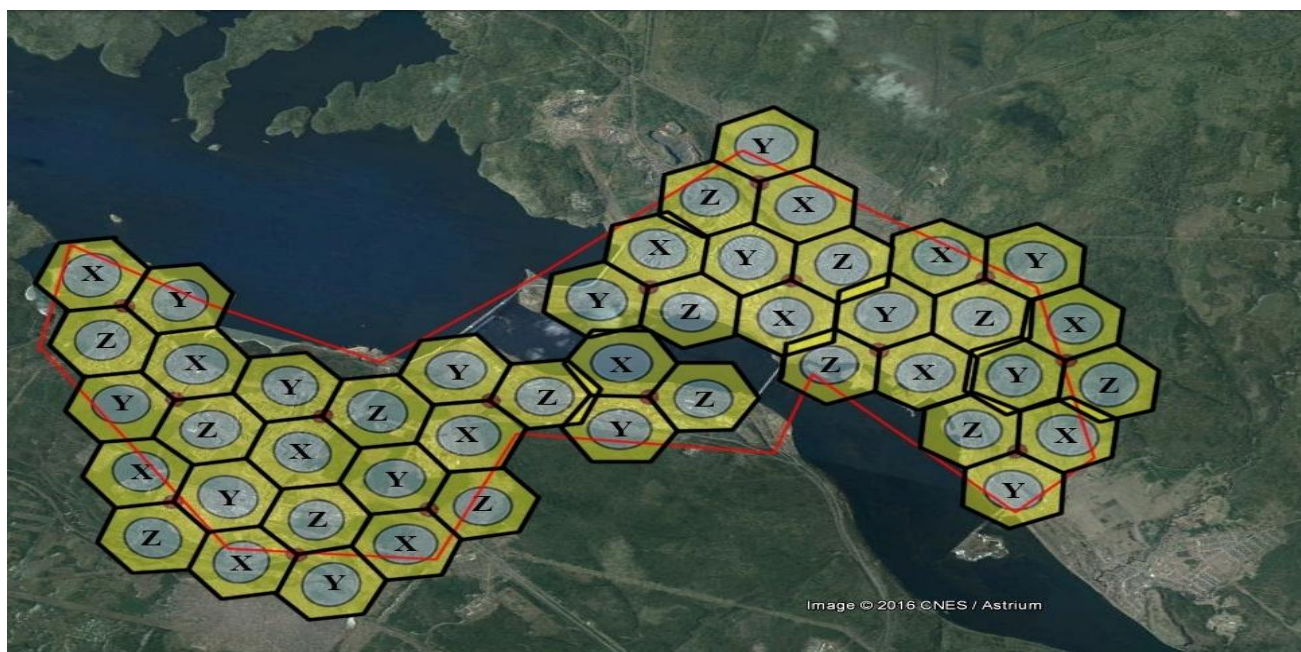 Y
Z X
X Y Z X Y
X
Y Y Z X Y Z X
Z
X Y X Z X Y Z
Y Z Z Z
Y Z X Y Z X
X
X Y Y
Y Z Z
Z X
X Y
Image © 2016 CNES / Astrium